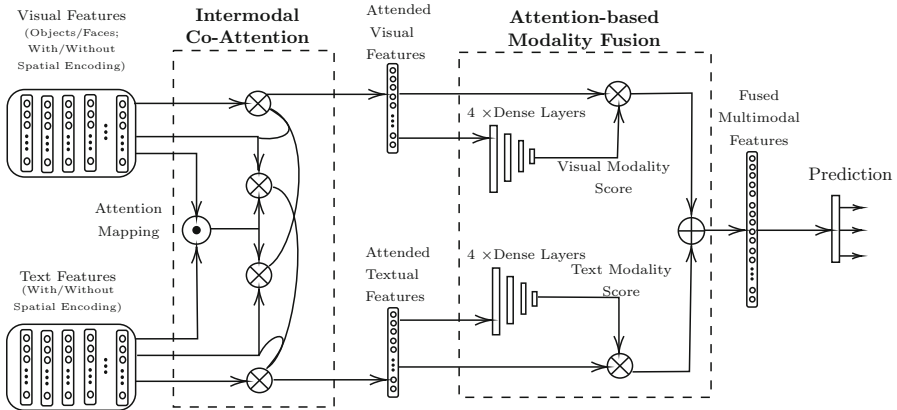 Visual Features
(Objects/Faces;
With/Without
Spatial Encoding)
Intermodal
Co-Attention
Attended
Visual
Features
Attention-based
Modality Fusion
4 ×Dense Layers
Visual Modality
Score
Fused
Multimodal
Features
Prediction
Attention
Mapping
Text Features
(With/Without
Spatial Encoding)
Attended
Textual
Features
4 ×Dense Layers
Text Modality
Score